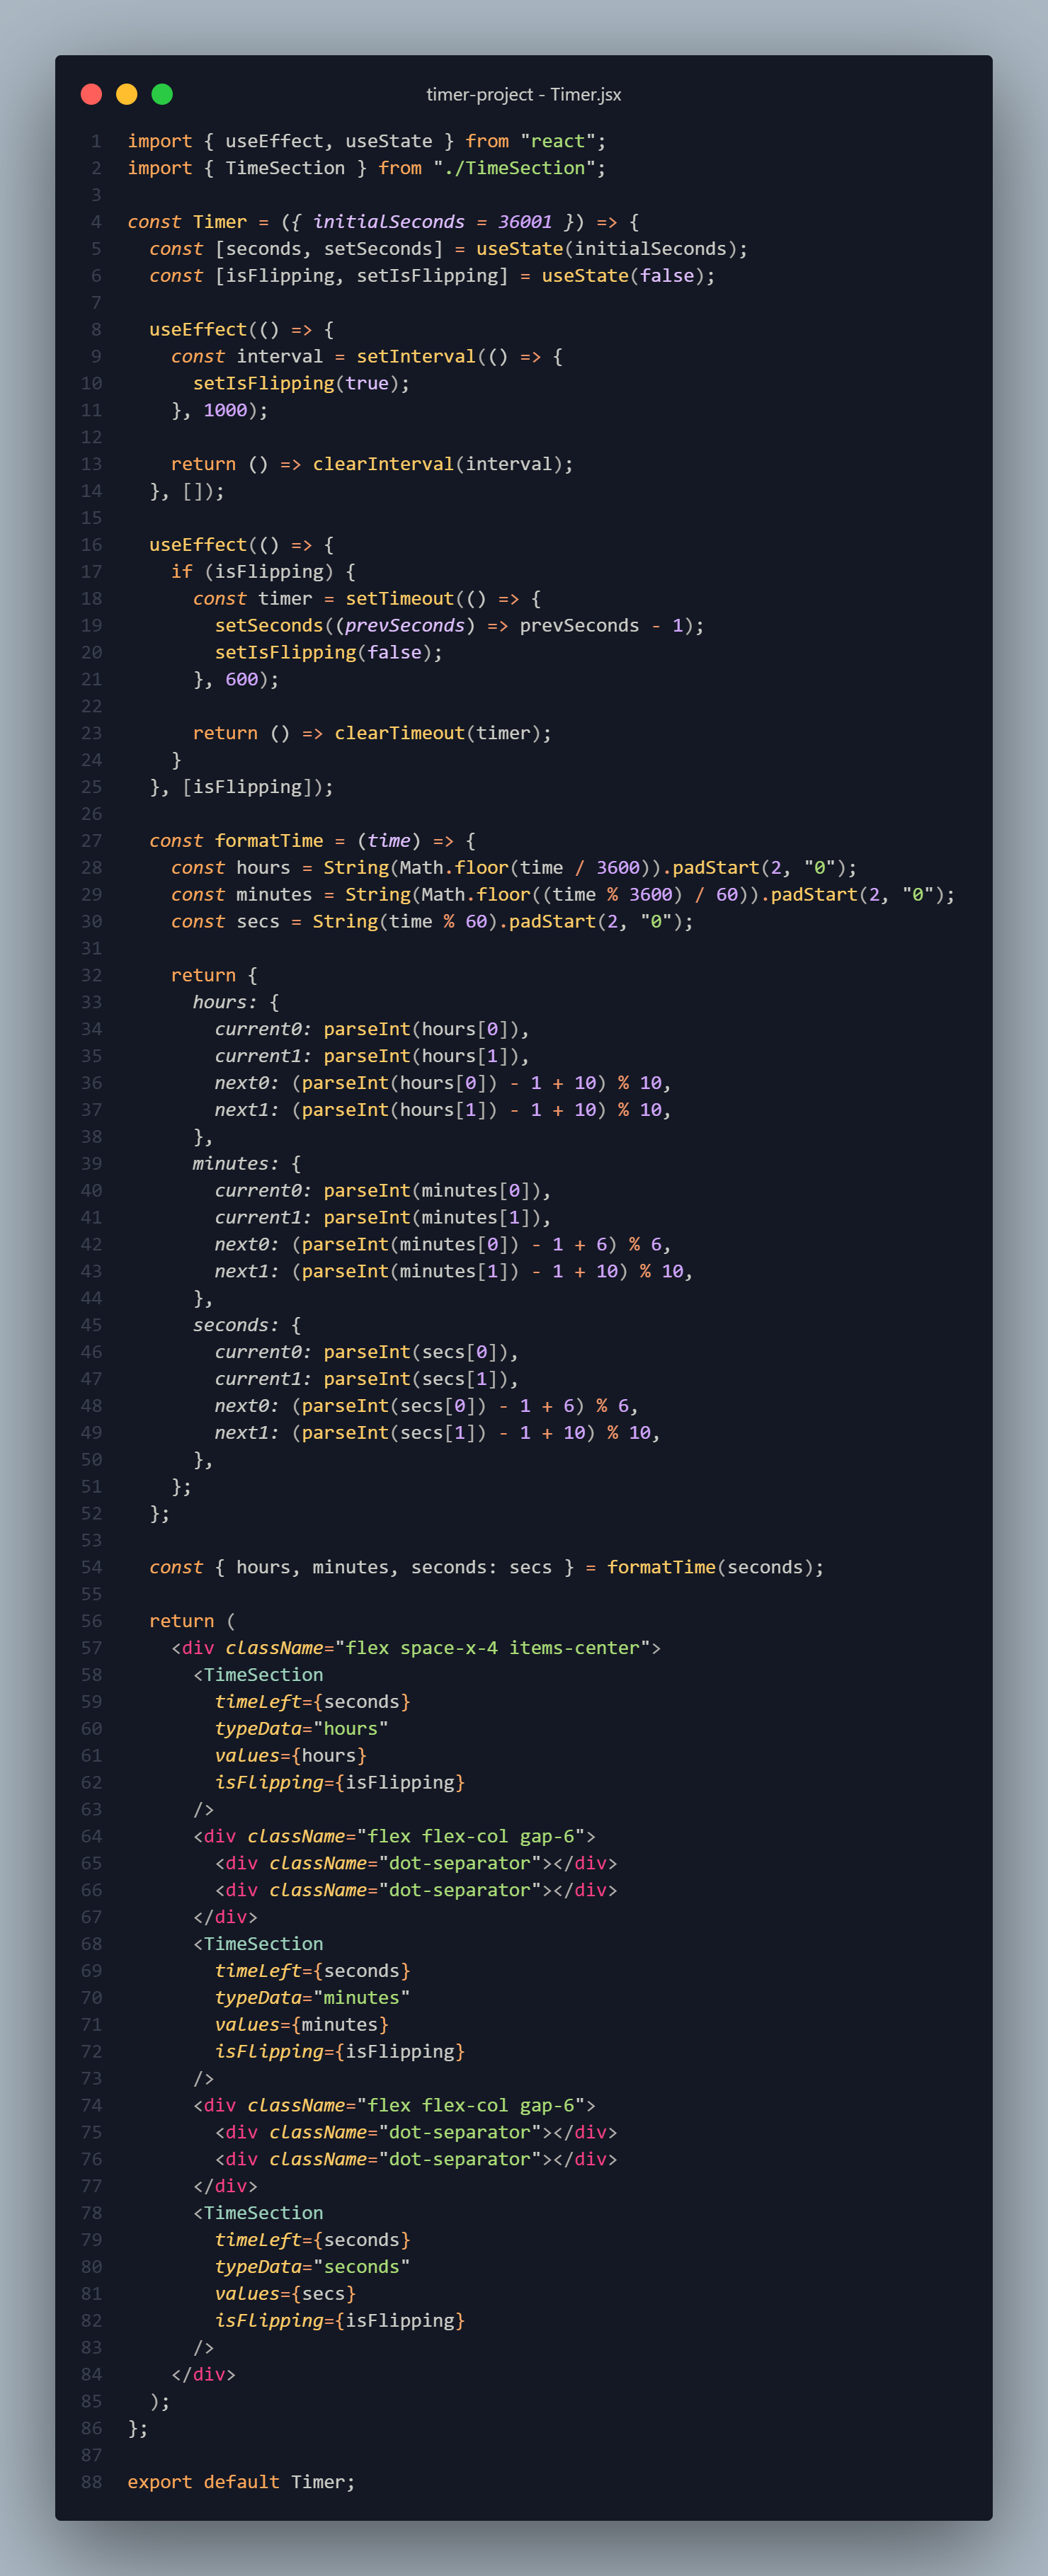 timer-project - Timer.jsx
1 import { useEffect, useState } from "react";
2 import { TimeSection } from "./TimeSection";
3
4 const Timer = ({ initialSeconds = 36001 }) => {
5   const [seconds, setSeconds] = useState(initialSeconds);
6   const [isFlipping, setIsFlipping] = useState(false);
7
8   useEffect(() => {
9     const interval = setInterval(() => {
10       setIsFlipping(true);
11     }, 1000);
12
13     return () => clearInterval(interval);
14   }, []);
15
16   useEffect(() => {
17     if (isFlipping) {
18       const timer = setTimeout(() => {
19         setSeconds((prevSeconds) => prevSeconds - 1);
20         setIsFlipping(false);
21       }, 600);
22
23       return () => clearTimeout(timer);
24     }
25   }, [isFlipping]);
26
27   const formatTime = (time) => {
28     const hours = String(Math.floor(time / 3600)).padStart(2, "0");
29     const minutes = String(Math.floor((time % 3600) / 60)).padStart(2, "0");
30     const secs = String(time % 60).padStart(2, "0");
31
32     return {
33       hours: {
34         current0: parseInt(hours[0]),
35         current1: parseInt(hours[1]),
36         next0: (parseInt(hours[0]) - 1 + 10) % 10,
37         next1: (parseInt(hours[1]) - 1 + 10) % 10,
38       },
39       minutes: {
40         current0: parseInt(minutes[0]),
41         current1: parseInt(minutes[1]),
42         next0: (parseInt(minutes[0]) - 1 + 6) % 6,
43         next1: (parseInt(minutes[1]) - 1 + 10) % 10,
44       },
45       seconds: {
46         current0: parseInt(secs[0]),
47         current1: parseInt(secs[1]),
48         next0: (parseInt(secs[0]) - 1 + 6) % 6,
49         next1: (parseInt(secs[1]) - 1 + 10) % 10,
50       },
51     };
52   };
53
54   const { hours, minutes, seconds: secs } = formatTime(seconds);
55
56   return (
57     <div className="flex space-x-4 items-center">
58       <TimeSection
59         timeLeft={seconds}
60         typeData="hours"
61         values={hours}
62         isFlipping={isFlipping}
63       />
64       <div className="flex flex-col gap-6">
65         <div className="dot-separator"></div>
66         <div className="dot-separator"></div>
67       </div>
68       <TimeSection
69         timeLeft={seconds}
70         typeData="minutes"
71         values={minutes}
72         isFlipping={isFlipping}
73       />
74       <div className="flex flex-col gap-6">
75         <div className="dot-separator"></div>
76         <div className="dot-separator"></div>
77       </div>
78       <TimeSection
79         timeLeft={seconds}
80         typeData="seconds"
81         values={secs}
82         isFlipping={isFlipping}
83       />
84     </div>
85   );
86 };
87
88 export default Timer;